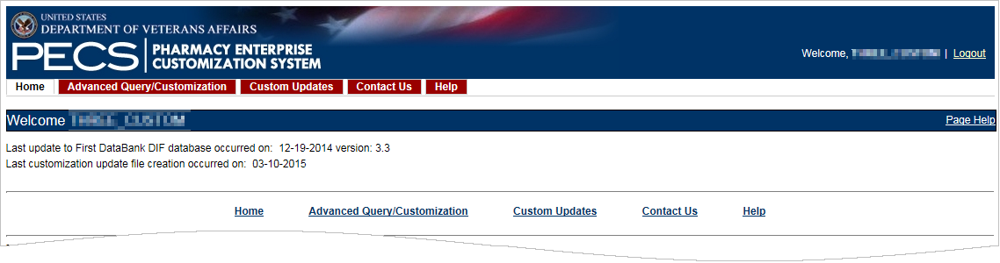 UNITED STATES
DEPARTMENT OF VETERANS AFFAIRS
PECS PHARMACY ENTERPRISE
CUSTOMIZATION SYSTEM
Welcome, | Logout
Home Advanced Query/Customization Custom Updates Contact Us Help
Welcome Page Help
Last update to First DataBank DIF database occurred on: 12-19-2014 version: 3.3
Last customization update file creation occurred on: 03-10-2015
Home Advanced Query/Customization Custom Updates Contact Us Help